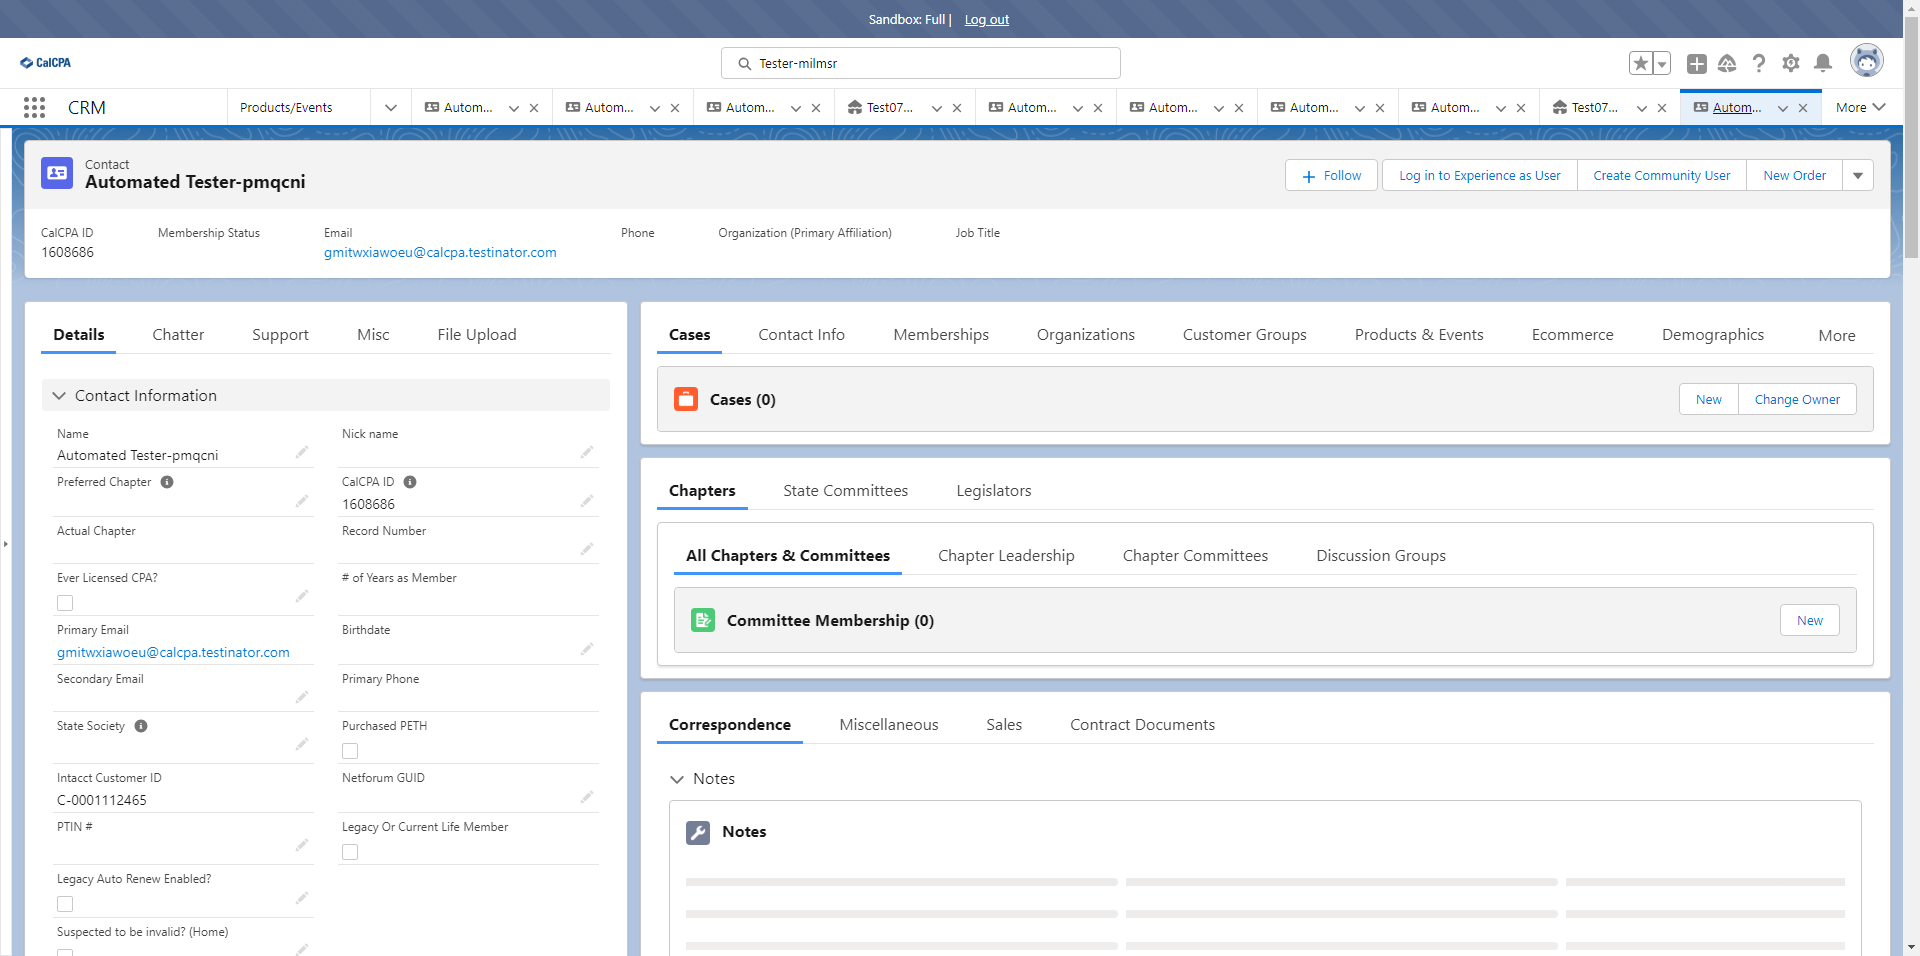 Sandbox: Full | Log out
CalCPA
Tester-milmsr
CRM
Products/Events
Autom...
Autom...
Autom...
Test07...
Autom...
Autom...
Autom...
Autom...
Test07...
Autom...
More
Contact
Automated Tester-pmqcni
Follow
Log in to Experience as User
Create Community User
New Order
CalCPA ID
Membership Status
Email
Phone
Organization (Primary Affiliation)
Job Title
1608686
gmitwxiawoeu@calcpa.testinator.com
Details
Chatter
Support
Misc
File Upload
Contact Information
Name
Automated Tester-pmqcni
Nick name
Preferred Chapter
CalCPA ID
1608686
Actual Chapter
Record Number
Ever Licensed CPA?
# of Years as Member
Primary Email
gmitwxiawoeu@calcpa.testinator.com
Birthdate
Secondary Email
Primary Phone
State Society
Purchased PETH
Intacct Customer ID
C-0001112465
Netforum GUID
PTIN #
Legacy Or Current Life Member
Legacy Auto Renew Enabled?
Suspected to be invalid? (Home)
Cases
Contact Info
Memberships
Organizations
Customer Groups
Products & Events
Ecommerce
Demographics
More
Cases (0)
New
Change Owner
Chapters
State Committees
Legislators
All Chapters & Committees
Chapter Leadership
Chapter Committees
Discussion Groups
Committee Membership (0)
New
Correspondence
Miscellaneous
Sales
Contract Documents
Notes
Notes